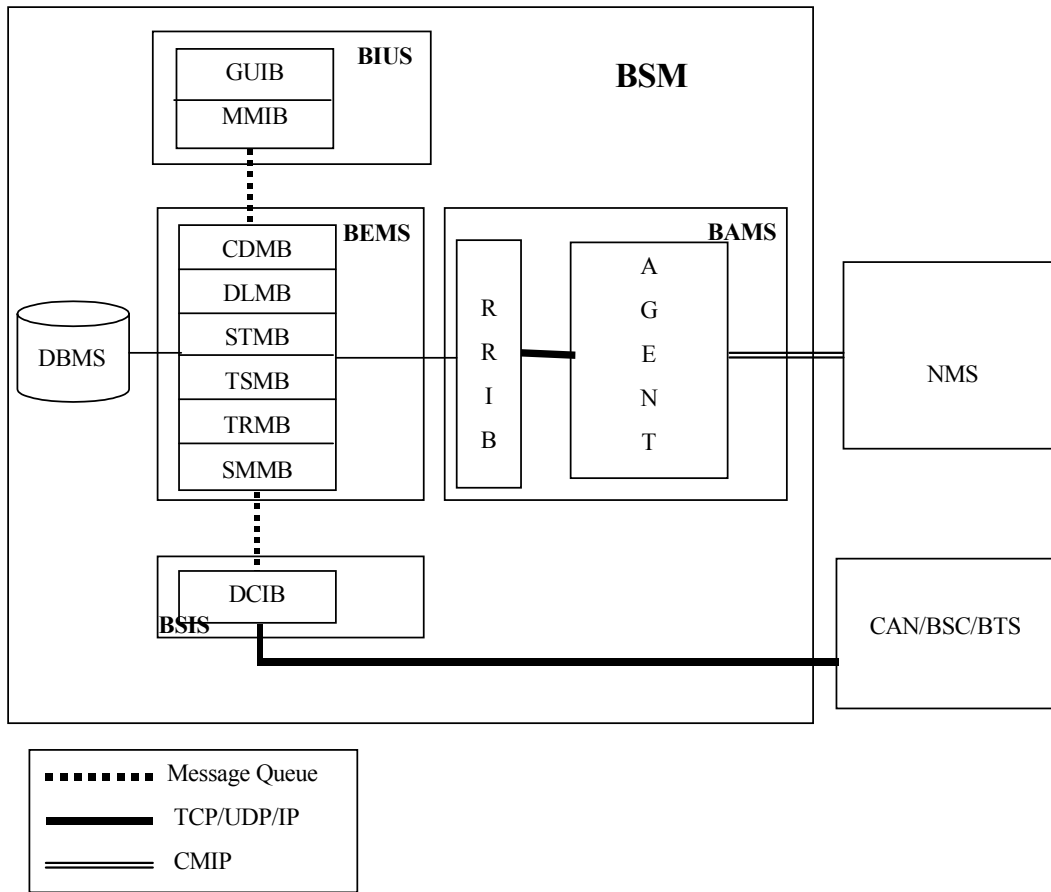 BIUS
GUIB
MMIB
BSM
BEMS
CDMB
DLMB
STMB
TSMB
TRMB
SMMB
DBMS
BAMS
R
R
I
B
A
G
E
N
T
NMS
BSIS
DCIB
CAN/BSC/BTS
Message Queue
TCP/UDP/IP
CMIP